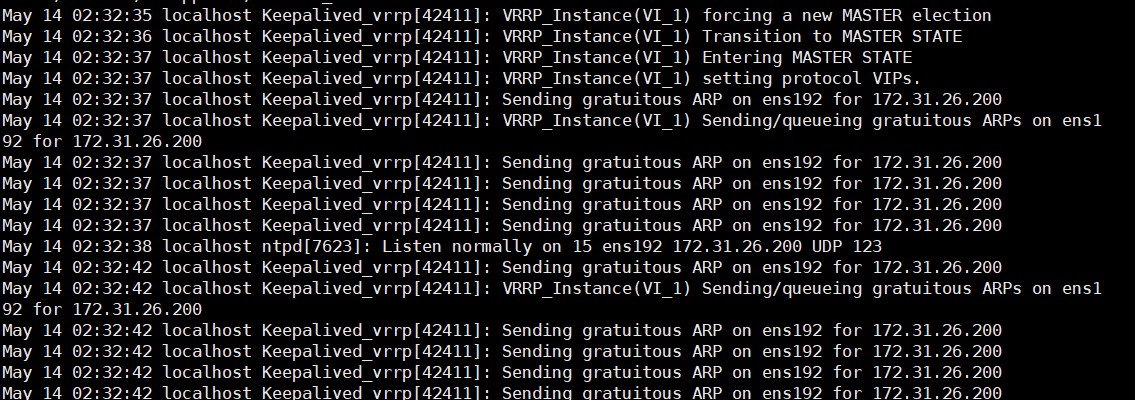 May 14 02:32:35 localhost Keepalived_vrrp[42411]: VRRP_Instance(VI_1) forcing a new MASTER election
May 14 02:32:36 localhost Keepalived_vrrp[42411]: VRRP_Instance(VI_1) Transition to MASTER STATE
May 14 02:32:37 localhost Keepalived_vrrp[42411]: VRRP_Instance(VI_1) Entering MASTER STATE
May 14 02:32:37 localhost Keepalived_vrrp[42411]: VRRP_Instance(VI_1) setting protocol VIPs.
May 14 02:32:37 localhost Keepalived_vrrp[42411]: Sending gratuitous ARP on ens192 for 172.31.26.200
May 14 02:32:37 localhost Keepalived_vrrp[42411]: VRRP_Instance(VI_1) Sending/queueing gratuitous ARPs on ens1
92 for 172.31.26.200
May 14 02:32:37 localhost Keepalived_vrrp[42411]: Sending gratuitous ARP on ens192 for 172.31.26.200
May 14 02:32:37 localhost Keepalived_vrrp[42411]: Sending gratuitous ARP on ens192 for 172.31.26.200
May 14 02:32:37 localhost Keepalived_vrrp[42411]: Sending gratuitous ARP on ens192 for 172.31.26.200
May 14 02:32:37 localhost Keepalived_vrrp[42411]: Sending gratuitous ARP on ens192 for 172.31.26.200
May 14 02:32:38 localhost ntpd[7623]: Listen normally on 15 ens192 172.31.26.200 UDP 123
May 14 02:32:42 localhost Keepalived_vrrp[42411]: Sending gratuitous ARP on ens192 for 172.31.26.200
May 14 02:32:42 localhost Keepalived_vrrp[42411]: VRRP_Instance(VI_1) Sending/queueing gratuitous ARPs on ens1
92 for 172.31.26.200
May 14 02:32:42 localhost Keepalived_vrrp[42411]: Sending gratuitous ARP on ens192 for 172.31.26.200
May 14 02:32:42 localhost Keepalived_vrrp[42411]: Sending gratuitous ARP on ens192 for 172.31.26.200
May 14 02:32:42 localhost Keepalived_vrrp[42411]: Sending gratuitous ARP on ens192 for 172.31.26.200
May 14 02:32:42 localhost Keepalived_vrrp[42411]: Sending gratuitous ARP on ens192 for 172.31.26.200